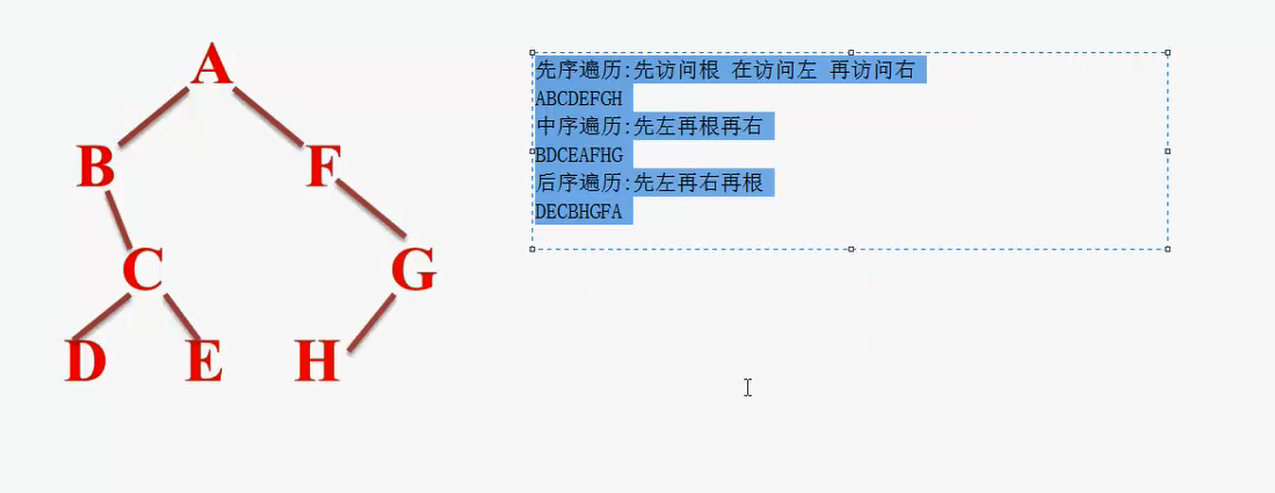 A
B F
C G
D E H
先序遍历:先访问根 在访问左 再访问右
ABCDEFGH
中序遍历:先左再根再右
BDCEAFHG
后序遍历:先左再右再根
DECBHGFA